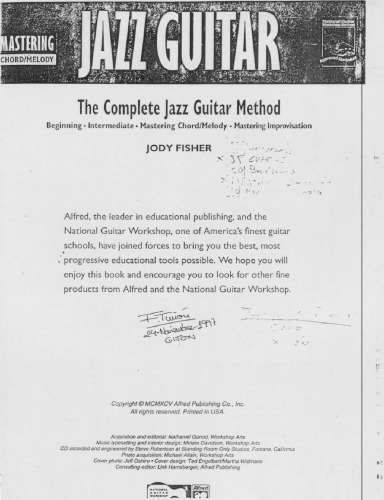 MASTERING
CHORD/MELODY
JAZZ GUITAR
The Complete Jazz Guitar Method
Beginning · Intermediate · Mastering Chord/Melody · Mastering Improvisation
JODY FISHER
Alfred, the leader in educational publishing, and the
National Guitar Workshop, one of America's finest guitar
schools, have joined forces to bring you the best, most
progressive educational tools possible. We hope you will
enjoy this book and encourage you to look for other fine
products from Alfred and the National Guitar Workshop.
24-Noviembre 1997
GIJON
Copyright © MCMXCV Alfred Publishing Co., Inc.
All rights reserved. Printed in USA.
Acquisition and editorial: Nathaniel Gunod, Workshop Arts
Music typesetting and interior design: Miriam Davidson, Workshop Arts
CD recorded and engineered by Steve Robertson at Standing Room Only Studios, Fontana, California
Photo acquisition: Michael Allain, Workshop Arts
Cover photo: Jeff Oshiro · Cover design: Ted Engelbart/Martha Widmann
Consulting editor: Link Harnsberger, Alfred Publishing
NATIONAL
GUITAR
WORKSHOP
Alfred